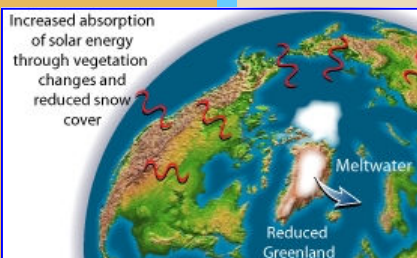 Increased absorption
of solar energy
through vegetation
changes and
reduced snow
cover
Meltwater
Reduced
Greenland